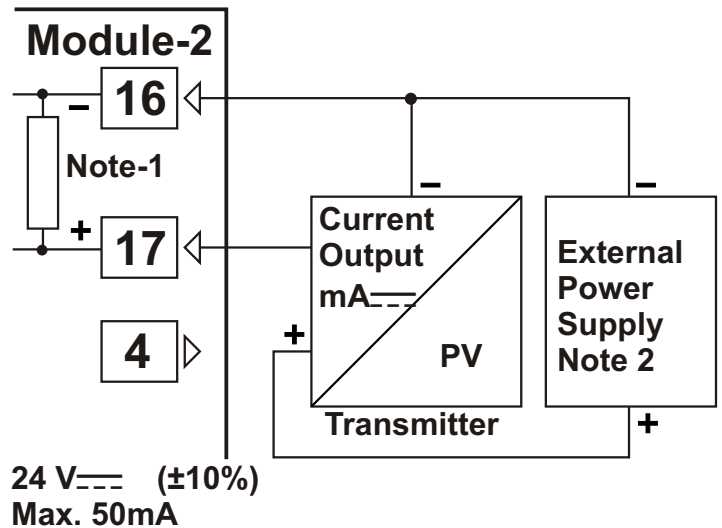 Module-2
16
–
Note-1
+
17
4
–
Current
Output
mA
+
PV
Transmitter
–
External
Power
Supply
Note 2
+
24 V (±10%)
Max. 50mA